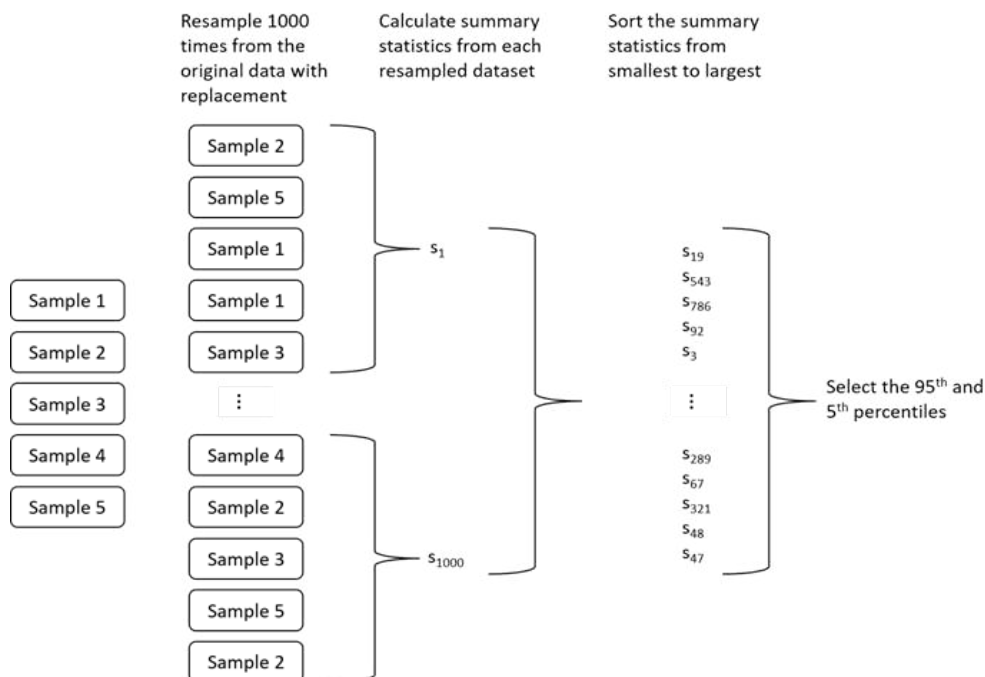 Resample 1000
times from the
original data with
replacement
Calculate summary
statistics from each
resampled dataset
Sort the summary
statistics from
smallest to largest
Sample 1
Sample 2
Sample 3
Sample 4
Sample 5
Sample 2
Sample 5
Sample 1
Sample 1
Sample 3
⋮
Sample 4
Sample 2
Sample 3
Sample 5
Sample 2
s₁
s₁₀₀₀
s₁₉
s₅₄₃
s₇₈₆
s₉₂
s₃
⋮
s₂₈₉
s₆₇
s₃₂₁
s₄₈
s₄₇
Select the 95ᵗʰ and
5ᵗʰ percentiles